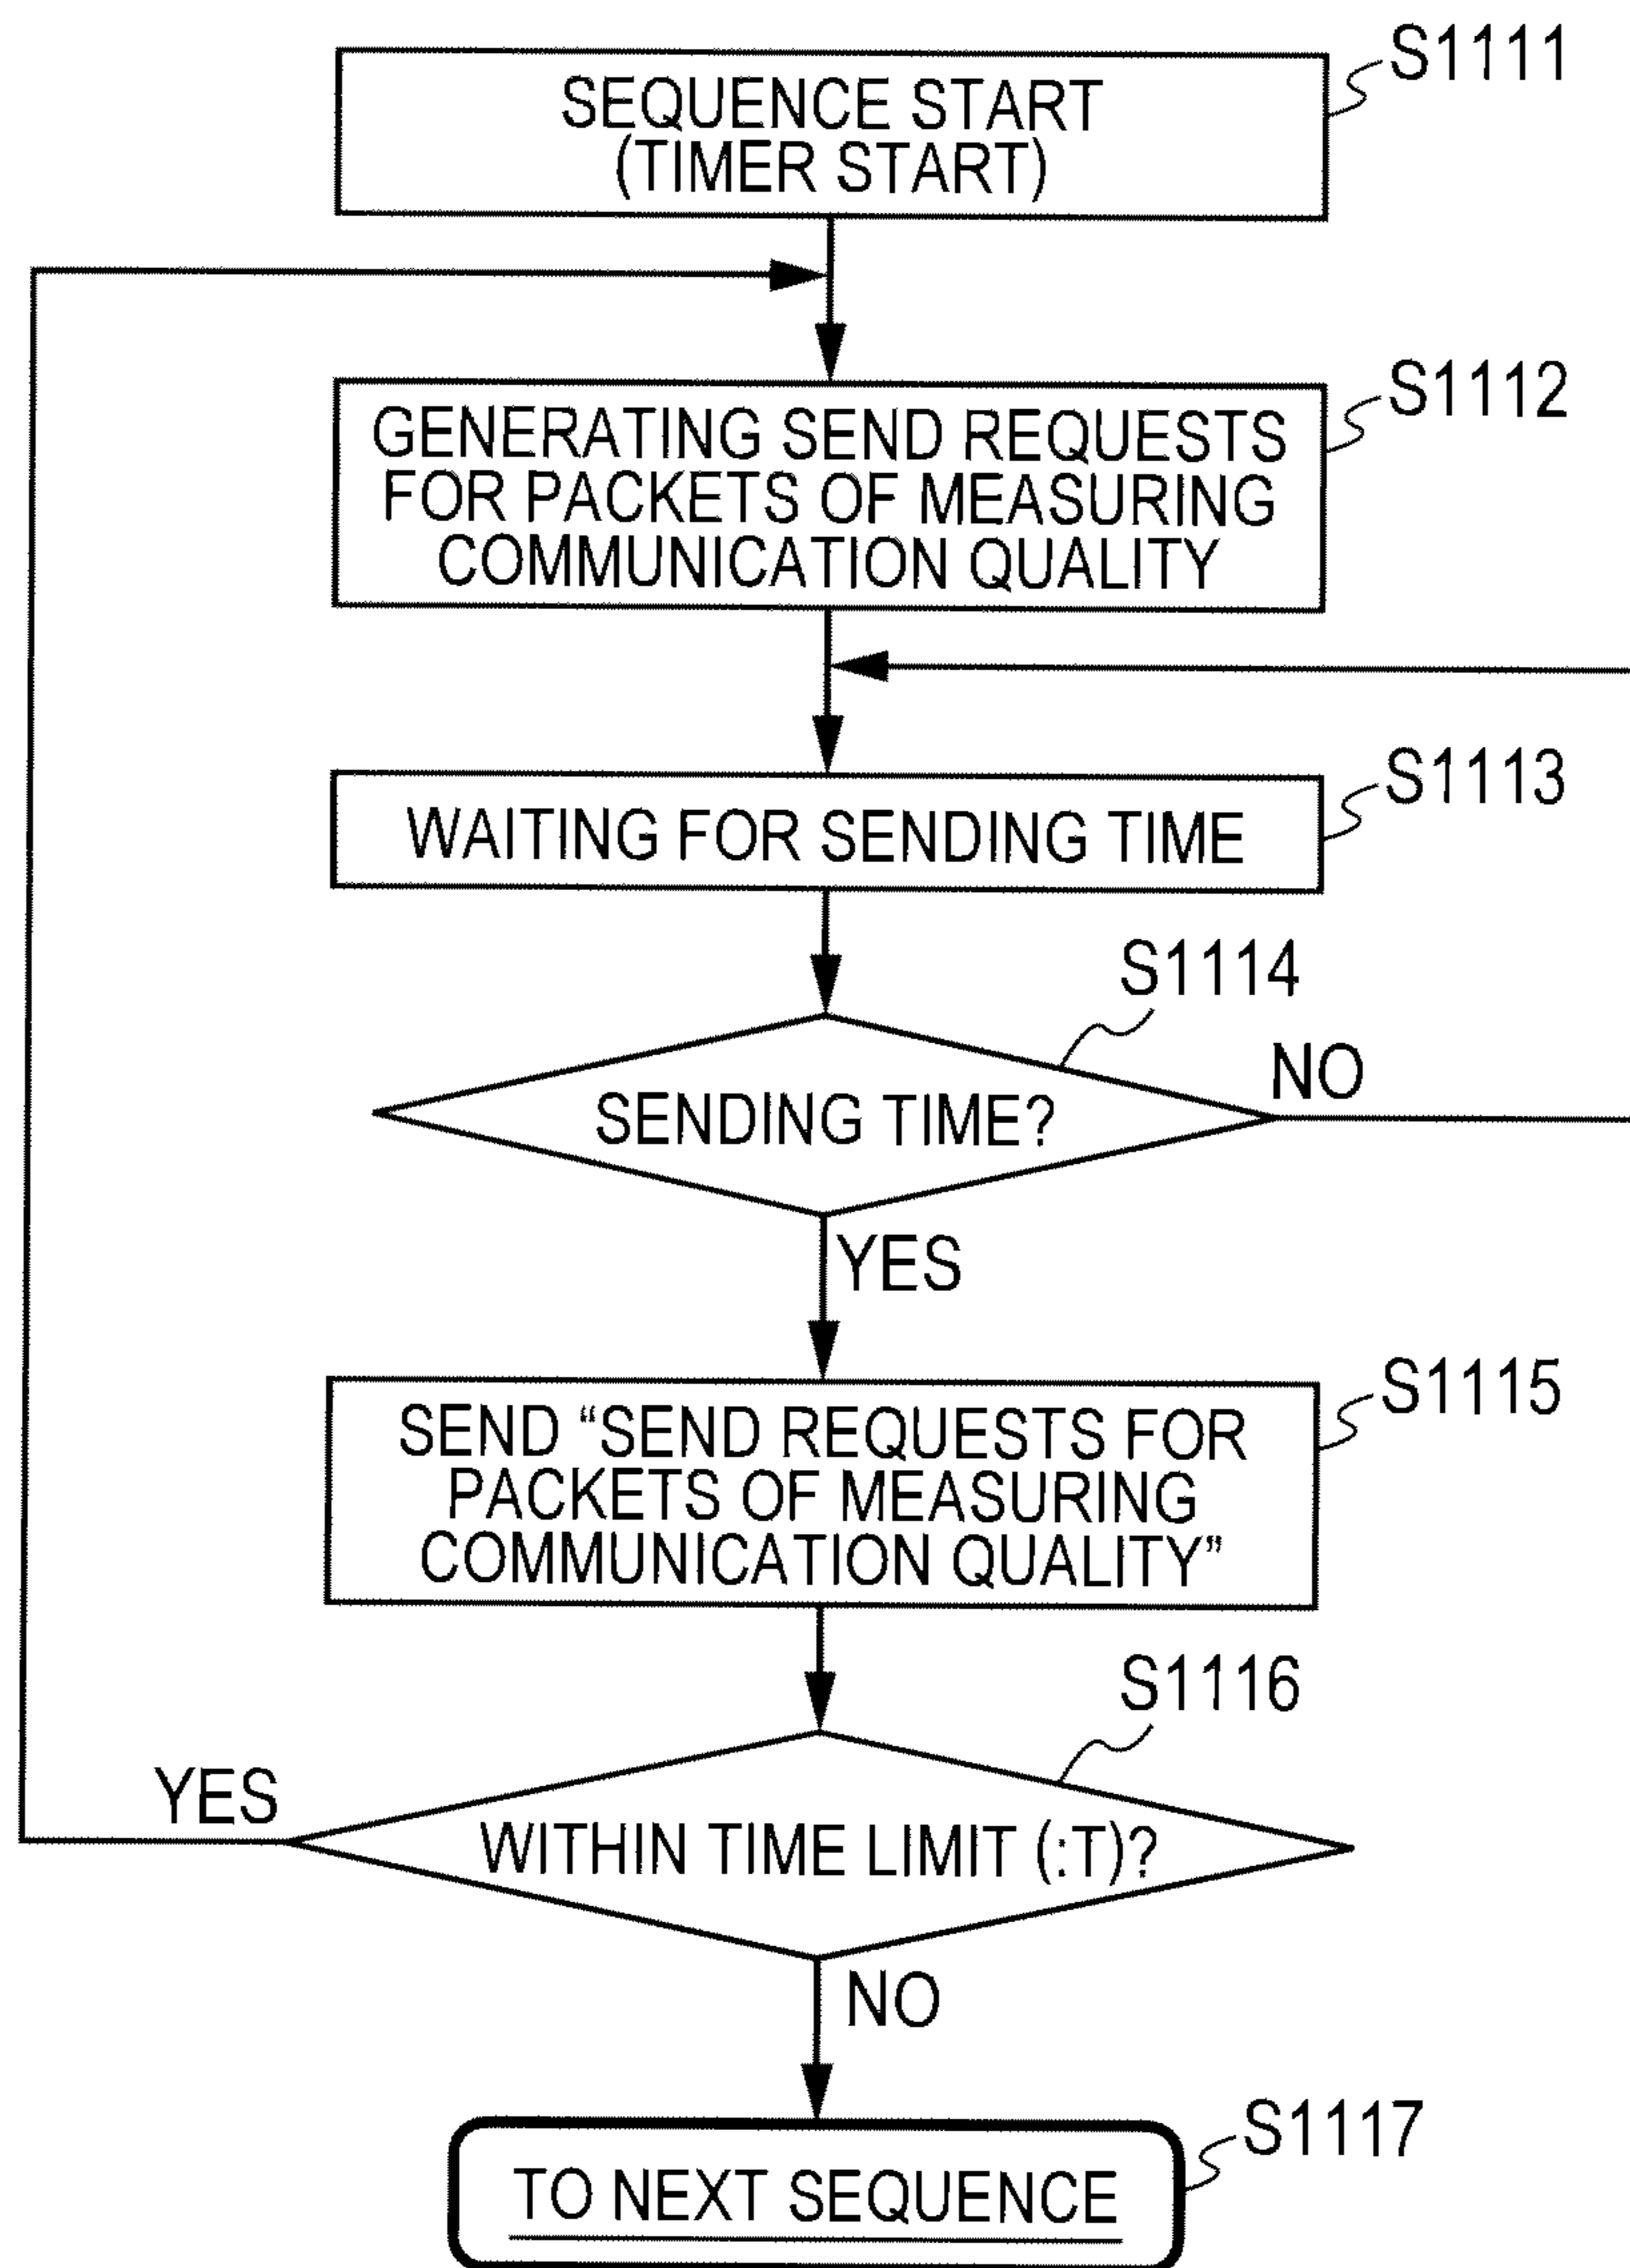 S1111
SEQUENCE START
(TIMER START)
S1112
GENERATING SEND REQUESTS
FOR PACKETS OF MEASURING
COMMUNICATION QUALITY
S1113
WAITING FOR SENDING TIME
S1114
NO
SENDING TIME?
YES
S1115
SEND “SEND REQUESTS FOR
PACKETS OF MEASURING
COMMUNICATION QUALITY”
S1116
YES
WITHIN TIME LIMIT (:T)?
NO
S1117
TO NEXT SEQUENCE